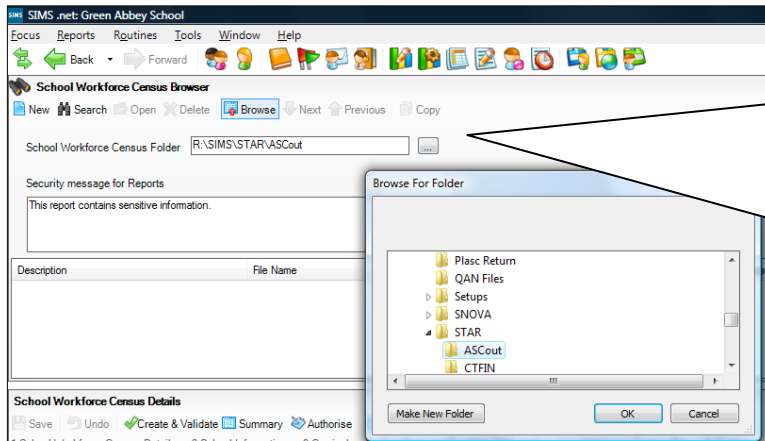 SIMS SIMS .net: Green Abbey School
Focus Reports Routines Tools Window Help
Back Forward
School Workforce Census Browser
New Search Open Delete Browse Next Previous Copy
School Workforce Census Folder R:\SIMS\STAR\ASCout ...
Security message for Reports
This report contains sensitive information.
Description File Name
Browse For Folder
Plasc Return
QAN Files
Setups
SNOVA
STAR
ASCout
CTFIN
Make New Folder OK Cancel
School Workforce Census Details
Save Undo Create & Validate Summary Authorise